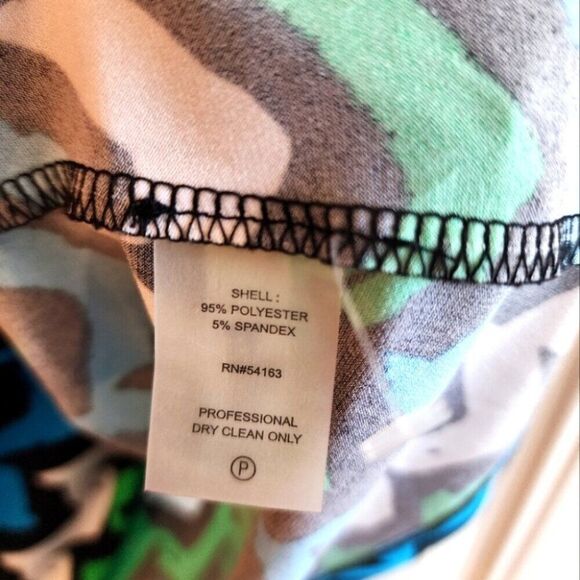 SHELL :
95% POLYESTER
5% SPANDEX
RN#54163
PROFESSIONAL
DRY CLEAN ONLY
P